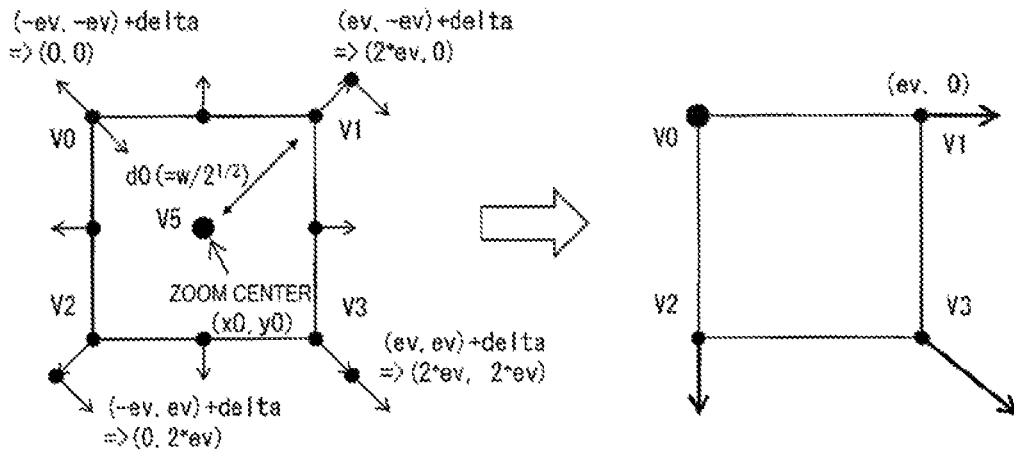 (-ev, -ev)+delta
=>(0, 0)
(ev, -ev)+delta
=>(2*ev, 0)
V0
V1
d0(=w/2^1/2)
V5
ZOOM CENTER
(x0, y0)
V2
V3
(ev, ev)+delta
=>(2*ev, 2*ev)
(-ev, ev)+delta
=>(0, 2*ev)
(ev, 0)
V0
V1
V2
V3